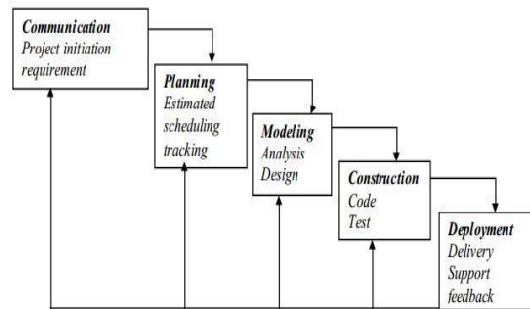 Communication
Project initiation
requirement
Planning
Estimated
scheduling
tracking
Modeling
Analysis
Design
Construction
Code
Test
Deployment
Delivery
Support
feedback